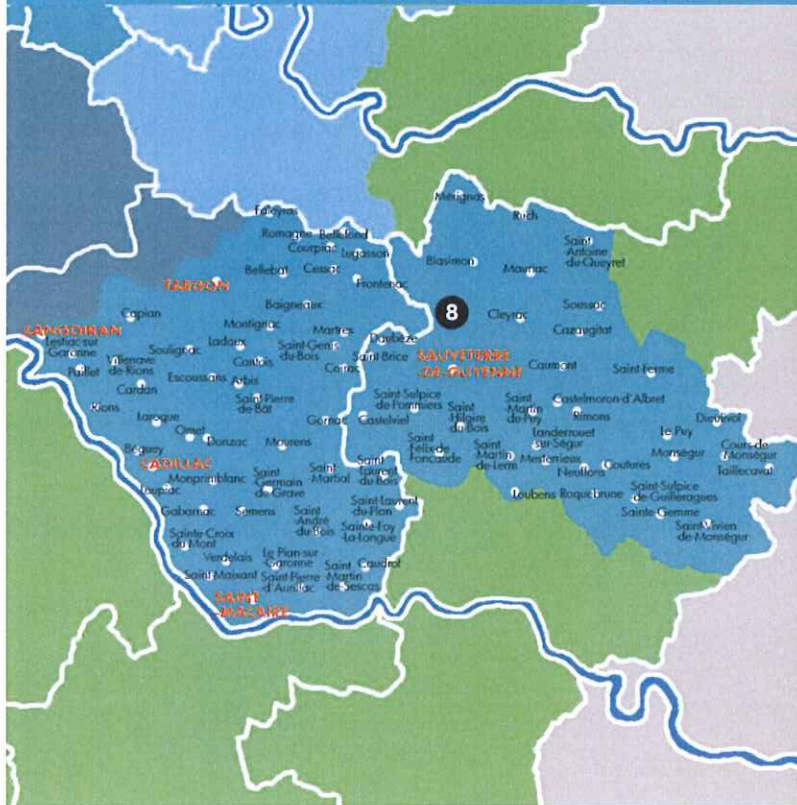 Mérignas
Ruch
Faleyras
Romagne
Bellefond
Courpiac
Lugasson
Saint
-Antoine
-du-Queyret
Blasimon
Mauriac
Bellebat
Cessac
Frontenac
TARGON
Baigneaux
Soussac
Capian
Cleyrac
8
Montignac
Martres
Cazaugitat
LANGOIRAN
Lestiac-sur
-Garonne
Soulignac
Ladaux
Saint-Genis
-du-Bois
Daubèze
Saint-Brice
SAUVETERRE
-DE-GUYENNE
Villenave
-de-Rions
Cantois
Coirac
Caumont
Saint-Ferme
Paillet
Escoussans
Arbis
Cardan
Saint-Pierre
-de-Bât
Saint-Sulpice
-de-Pommiers
Saint
-Martin
-du-Puy
Castelmoron-d'Albret
Rions
Rimons
Laroque
Gornac
Castelviel
Saint
-Hilaire
-du-Bois
Dieulivol
Omet
Donzac
Mourens
Landerrouet
-sur-Ségur
Le Puy
Béguey
Saint
-Félix-de
-Foncaude
Saint
-Martin
-de-Lerm
Cours-de
-Monségur
Monségur
Mesterrieux
Coutures
Taillecavat
CADILLAC
Saint
-Laurent
-du-Bois
Neuffons
Monprimblanc
Saint
-Germain
-de-Grave
Saint
-Martial
Loupiac
Loubens
Roquebrune
Saint-Sulpice
-de-Guilleragues
Gabarnac
Semens
Saint
-André
-du-Bois
Saint-Laurent
-du-Plan
Sainte-Gemme
Sainte-Foy
-La-Longue
Saint-Vivien
-de-Monségur
Sainte-Croix
-du-Mont
Verdelais
Le Pian-sur
-Garonne
Saint
-Martin
-de-Sescas
Caudrot
Saint-Maixant
Saint-Pierre
-d'Aurillac
SAINT
-MACAIRE